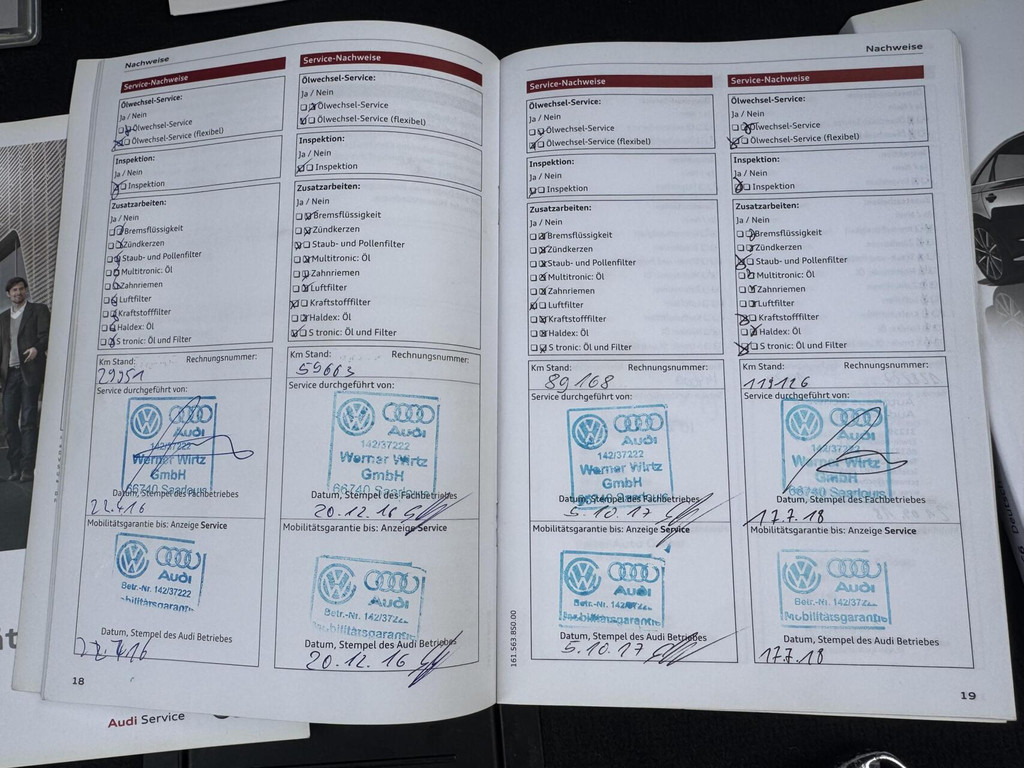 Nachweise
Service-Nachweise
Ölwechsel-Service:
Ja / Nein
Ölwechsel-Service
Ölwechsel-Service (flexibel)
Inspektion:
Ja / Nein
Inspektion
Zusatzarbeiten:
Ja / Nein
Bremsflüssigkeit
Zündkerzen
Staub- und Pollenfilter
Multitronic: Öl
Zahnriemen
Luftfilter
Kraftstofffilter
Haldex: Öl
S tronic: Öl und Filter
Km Stand: Rechnungsnummer:
29951
Service durchgeführt von:
Audi
142/37222
Werner Wirtz
GmbH
66740 Saarlouis
Datum, Stempel des Fachbetriebes
Mobilitätsgarantie bis: Anzeige Service
Audi
Betr.-Nr. 142/37222
Datum, Stempel des Audi Betriebes
18
Service-Nachweise
Ölwechsel-Service:
Ja / Nein
Ölwechsel-Service
Ölwechsel-Service (flexibel)
Inspektion:
Ja / Nein
Inspektion
Zusatzarbeiten:
Ja / Nein
Bremsflüssigkeit
Zündkerzen
Staub- und Pollenfilter
Multitronic: Öl
Zahnriemen
Luftfilter
Kraftstofffilter
Haldex: Öl
S tronic: Öl und Filter
Km Stand: Rechnungsnummer:
59663
Service durchgeführt von:
Audi
142/37222
Werner Wirtz
GmbH
66740 Saarlouis
Datum, Stempel des Fachbetriebes
20.12.16
Mobilitätsgarantie bis: Anzeige Service
Audi
Mobilitätsgarantie
Datum, Stempel des Audi Betriebes
20.12.16
Nachweise
Service-Nachweise
Ölwechsel-Service:
Ja / Nein
Ölwechsel-Service
Ölwechsel-Service (flexibel)
Inspektion:
Ja / Nein
Inspektion
Zusatzarbeiten:
Ja / Nein
Bremsflüssigkeit
Zündkerzen
Staub- und Pollenfilter
Multitronic: Öl
Zahnriemen
Luftfilter
Kraftstofffilter
Haldex: Öl
S tronic: Öl und Filter
Km Stand: Rechnungsnummer:
89168
Service durchgeführt von:
Audi
142/37222
Werner Wirtz
GmbH
Datum, Stempel des Fachbetriebes
5.10.17
Mobilitätsgarantie bis: Anzeige Service
Audi
Mobilitätsgarantie
Datum, Stempel des Audi Betriebes
5.10.17
161.563.850.00
Service-Nachweise
Ölwechsel-Service:
Ja / Nein
Ölwechsel-Service
Ölwechsel-Service (flexibel)
Inspektion:
Ja / Nein
Inspektion
Zusatzarbeiten:
Ja / Nein
Bremsflüssigkeit
Zündkerzen
Staub- und Pollenfilter
Multitronic: Öl
Zahnriemen
Luftfilter
Kraftstofffilter
Haldex: Öl
S tronic: Öl und Filter
Km Stand: Rechnungsnummer:
119126
Service durchgeführt von:
Audi
142/37222
Werner Wirtz
GmbH
66740 Saarlouis
Datum, Stempel des Fachbetriebes
17.7.18
Mobilitätsgarantie bis: Anzeige Service
Audi
Mobilitätsgarantie
Datum, Stempel des Audi Betriebes
17.7.18
19
Audi Service